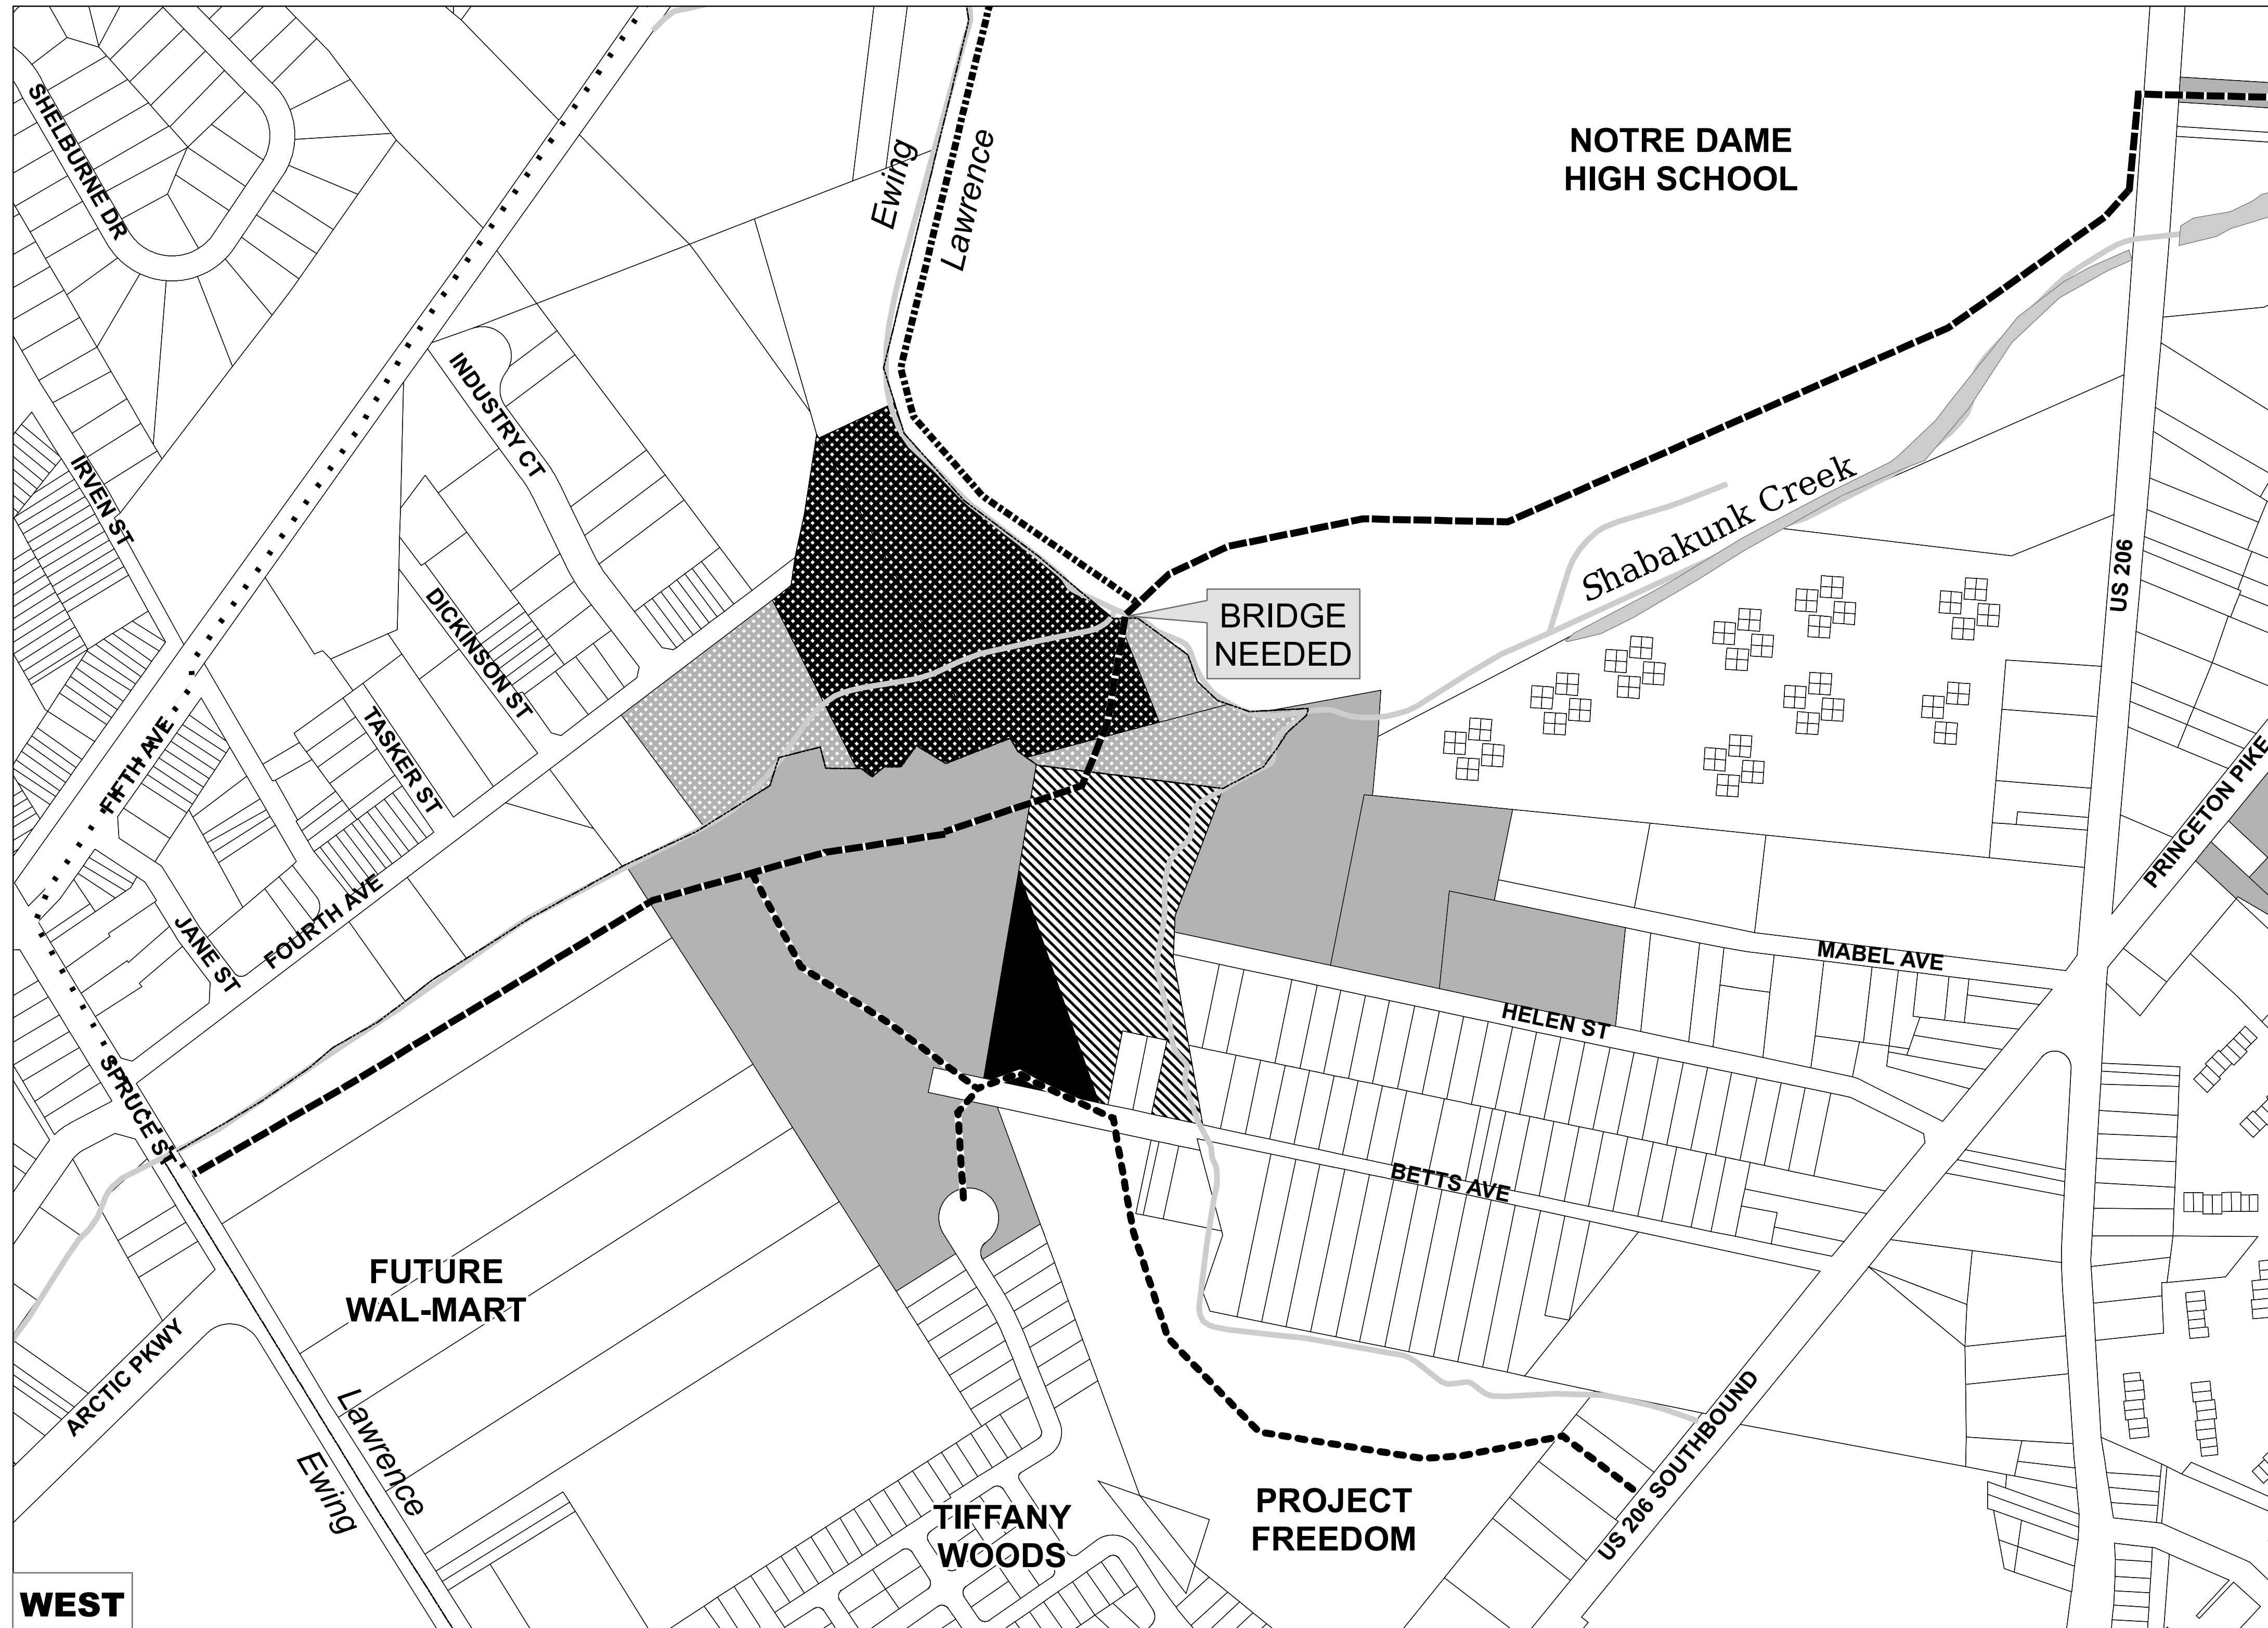 SHELBURNE DR
Ewing
Lawrence
NOTRE DAME
HIGH SCHOOL
INDUSTRY CT
IRVEN ST
Shabakunk Creek
US 206
BRIDGE
NEEDED
DICKINSON ST
TASKER ST
FIFTH AVE
PRINCETON PIKE
JANE ST
FOURTH AVE
MABEL AVE
HELEN ST
SPRUCE ST
BETTS AVE
FUTURE
WAL-MART
ARCTIC PKWY
Lawrence
Ewing
US 206 SOUTHBOUND
TIFFANY
WOODS
PROJECT
FREEDOM
WEST